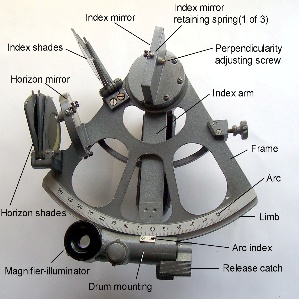 Index mirror
Index mirror
retaining spring(1 of 3)
Index shades
Perpendicularity
adjusting screw
Horizon mirror
Index arm
Frame
Arc
Horizon shades
Limb
Arc index
Magnifier-illuminator
Release catch
Drum mounting